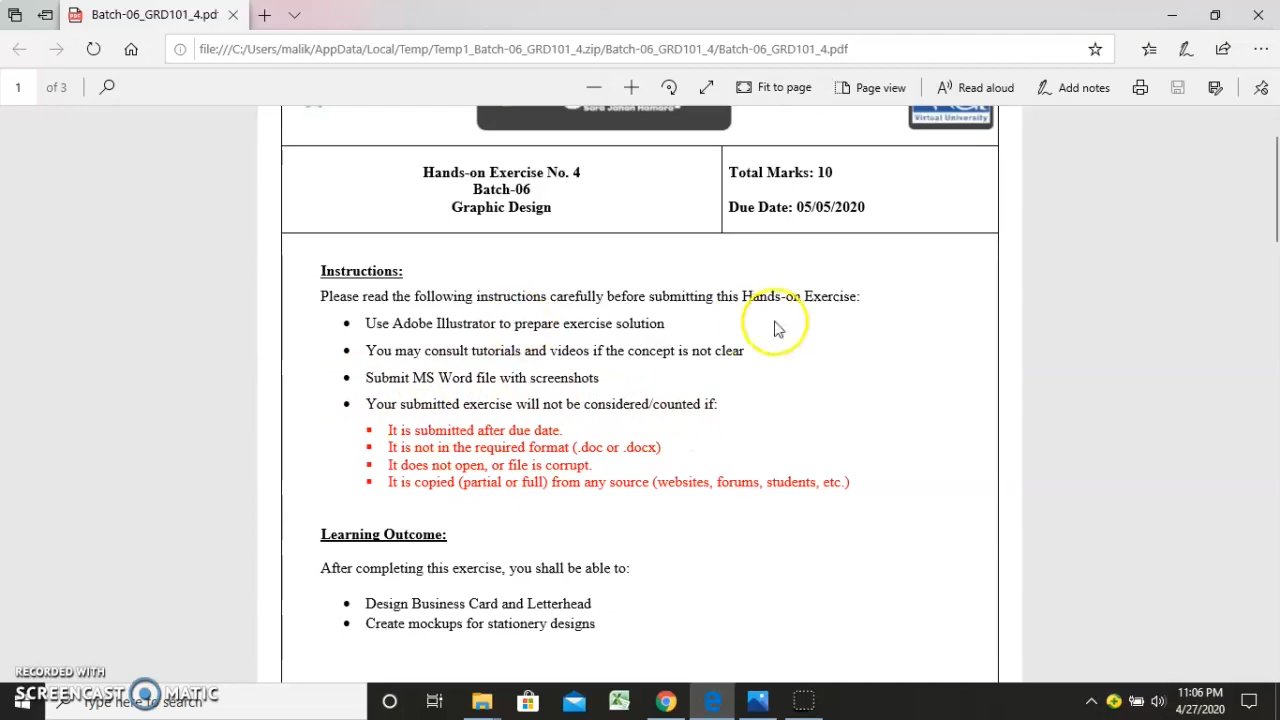 Batch-06_GRD101_4.pdf
file:///C:/Users/malik/AppData/Local/Temp/Temp1_Batch-06_GRD101_4.zip/Batch-06_GRD101_4/Batch-06_GRD101_4.pdf
1 of 3 Fit to page Page view Read aloud Add notes
Virtual University
Hands-on Exercise No. 4
Batch-06
Graphic Design
Total Marks: 10
Due Date: 05/05/2020
Instructions:
Please read the following instructions carefully before submitting this Hands-on Exercise:
• Use Adobe Illustrator to prepare exercise solution
• You may consult tutorials and videos if the concept is not clear
• Submit MS Word file with screenshots
• Your submitted exercise will not be considered/counted if:
▪ It is submitted after due date.
▪ It is not in the required format (.doc or .docx)
▪ It does not open, or file is corrupt.
▪ It is copied (partial or full) from any source (websites, forums, students, etc.)
Learning Outcome:
After completing this exercise, you shall be able to:
• Design Business Card and Letterhead
• Create mockups for stationery designs
RECORDED WITH
SCREENCAST MATIC
Type here to search
11:06 PM
4/27/2020